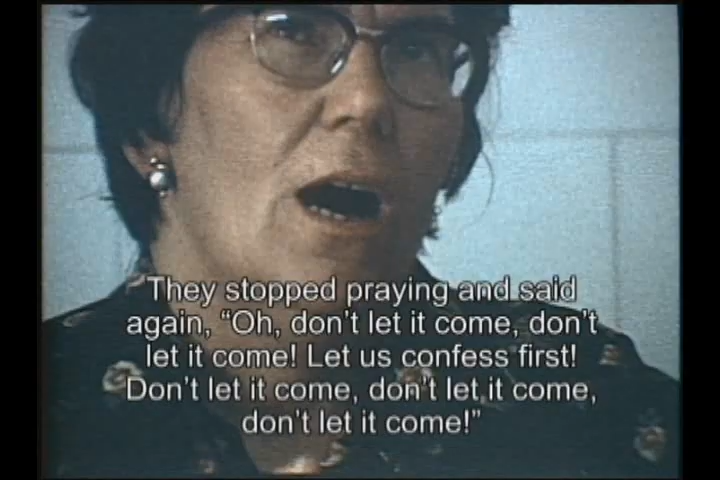 "They stopped praying and said
again, "Oh, don't let it come, don't
let it come! Let us confess first!
Don't let it come, don't let it come,
don't let it come!"